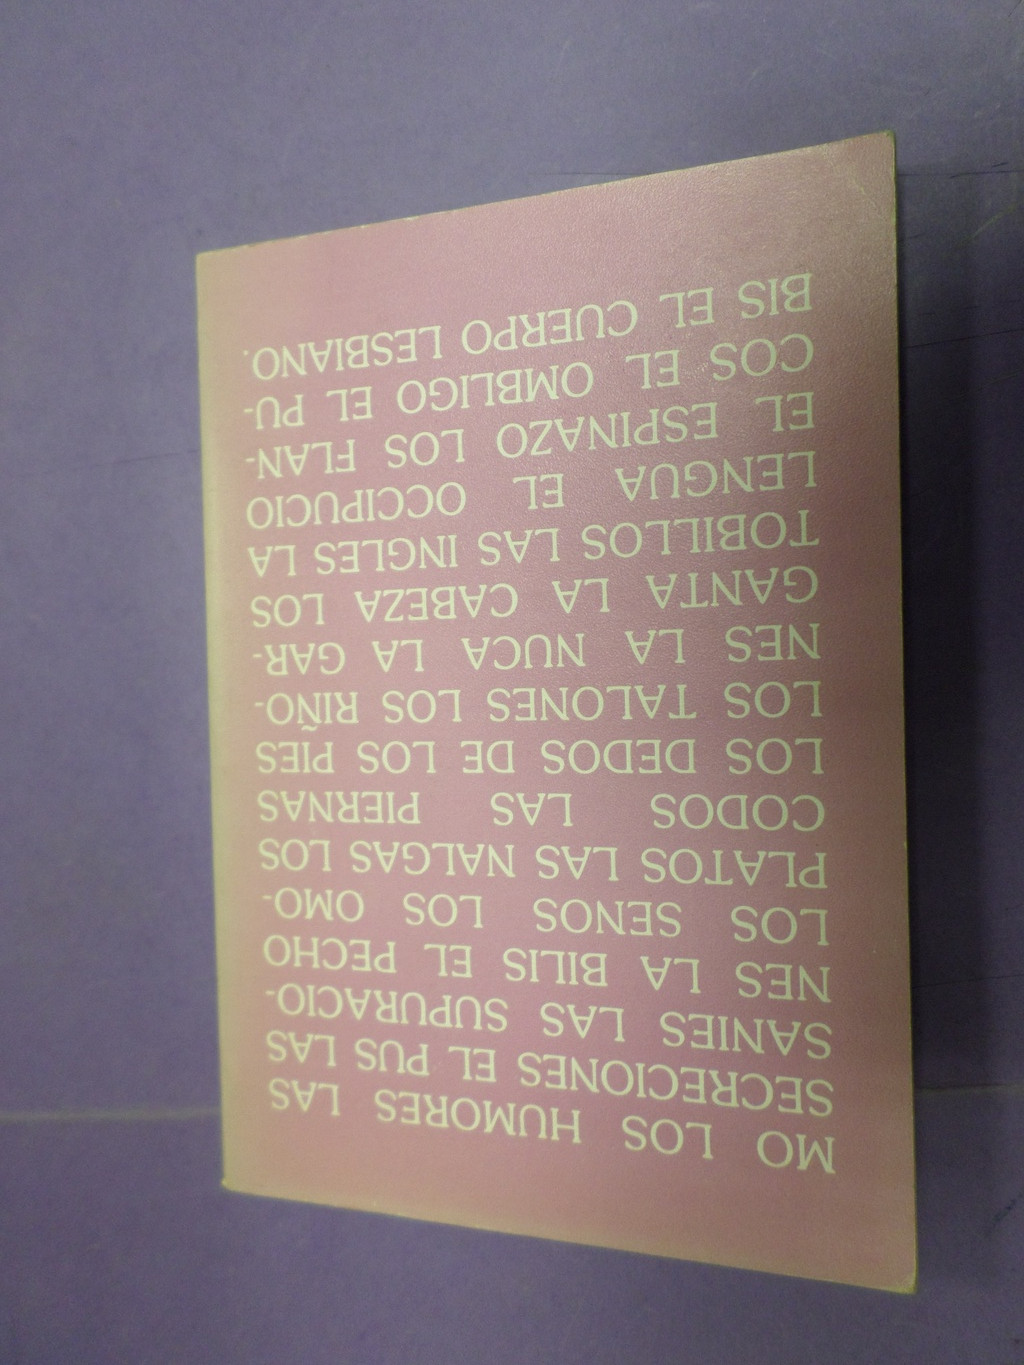 MO LOS HUMORES LAS
SECRECIONES EL PUS LAS
SANIES LAS SUPURACIO-
NES LA BILIS EL PECHO
LOS SENOS LOS OMO-
PLATOS LAS NALGAS LOS
CODOS LAS PIERNAS
LOS DEDOS DE LOS PIES
LOS TALONES LOS RIÑO-
NES LA NUCA LA GAR-
GANTA LA CABEZA LOS
TOBILLOS LAS INGLES LA
LENGUA EL OCCIPUCIO
EL ESPINAZO LOS FLAN-
COS EL OMBLIGO EL PU-
BIS EL CUERPO LESBIANO.